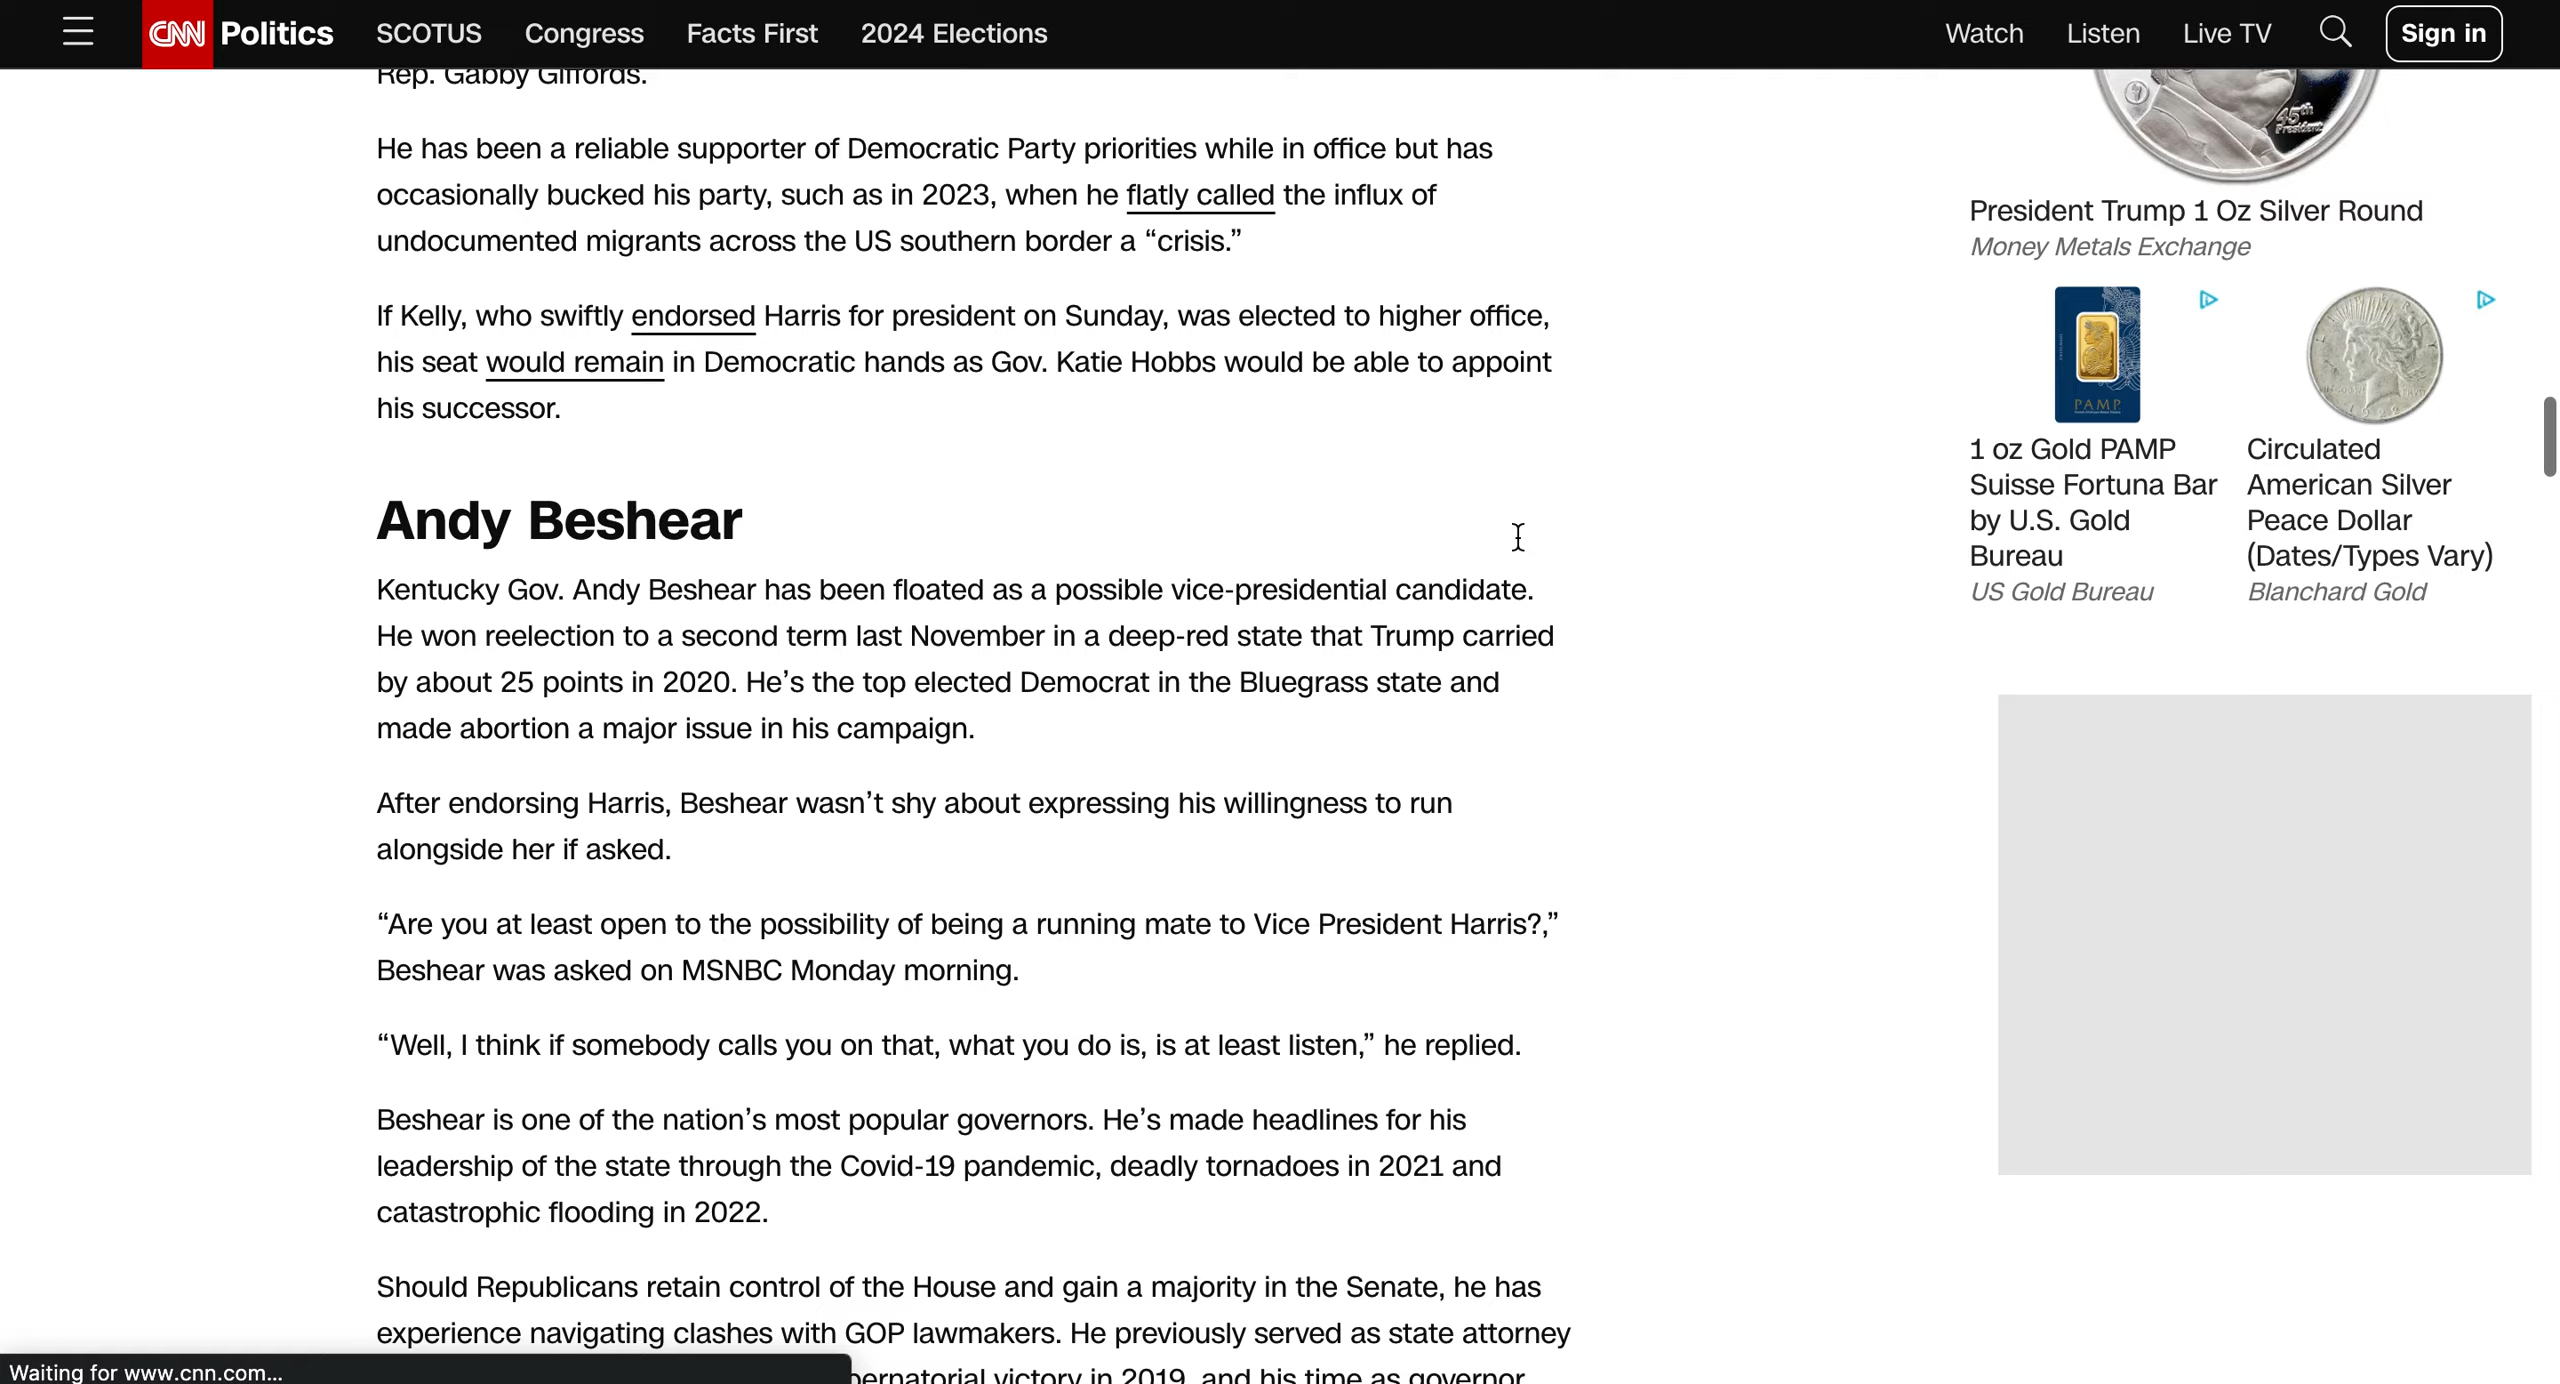 CNN Politics SCOTUS Congress Facts First 2024 Elections Watch Listen Live TV Sign in
Rep. Gabby Giffords.
He has been a reliable supporter of Democratic Party priorities while in office but has
occasionally bucked his party, such as in 2023, when he flatly called the influx of
undocumented migrants across the US southern border a “crisis.”
If Kelly, who swiftly endorsed Harris for president on Sunday, was elected to higher office,
his seat would remain in Democratic hands as Gov. Katie Hobbs would be able to appoint
his successor.
Andy Beshear
Kentucky Gov. Andy Beshear has been floated as a possible vice-presidential candidate.
He won reelection to a second term last November in a deep-red state that Trump carried
by about 25 points in 2020. He’s the top elected Democrat in the Bluegrass state and
made abortion a major issue in his campaign.
After endorsing Harris, Beshear wasn’t shy about expressing his willingness to run
alongside her if asked.
“Are you at least open to the possibility of being a running mate to Vice President Harris?,”
Beshear was asked on MSNBC Monday morning.
“Well, I think if somebody calls you on that, what you do is, is at least listen,” he replied.
Beshear is one of the nation’s most popular governors. He’s made headlines for his
leadership of the state through the Covid-19 pandemic, deadly tornadoes in 2021 and
catastrophic flooding in 2022.
Should Republicans retain control of the House and gain a majority in the Senate, he has
experience navigating clashes with GOP lawmakers. He previously served as state attorney
victory in 2019, and his time as governor
Waiting for www.cnn.com...
45th
President
President Trump 1 Oz Silver Round
Money Metals Exchange
PAMP
1 oz Gold PAMP
Suisse Fortuna Bar
by U.S. Gold
Bureau
US Gold Bureau
1922
Circulated
American Silver
Peace Dollar
(Dates/Types Vary)
Blanchard Gold